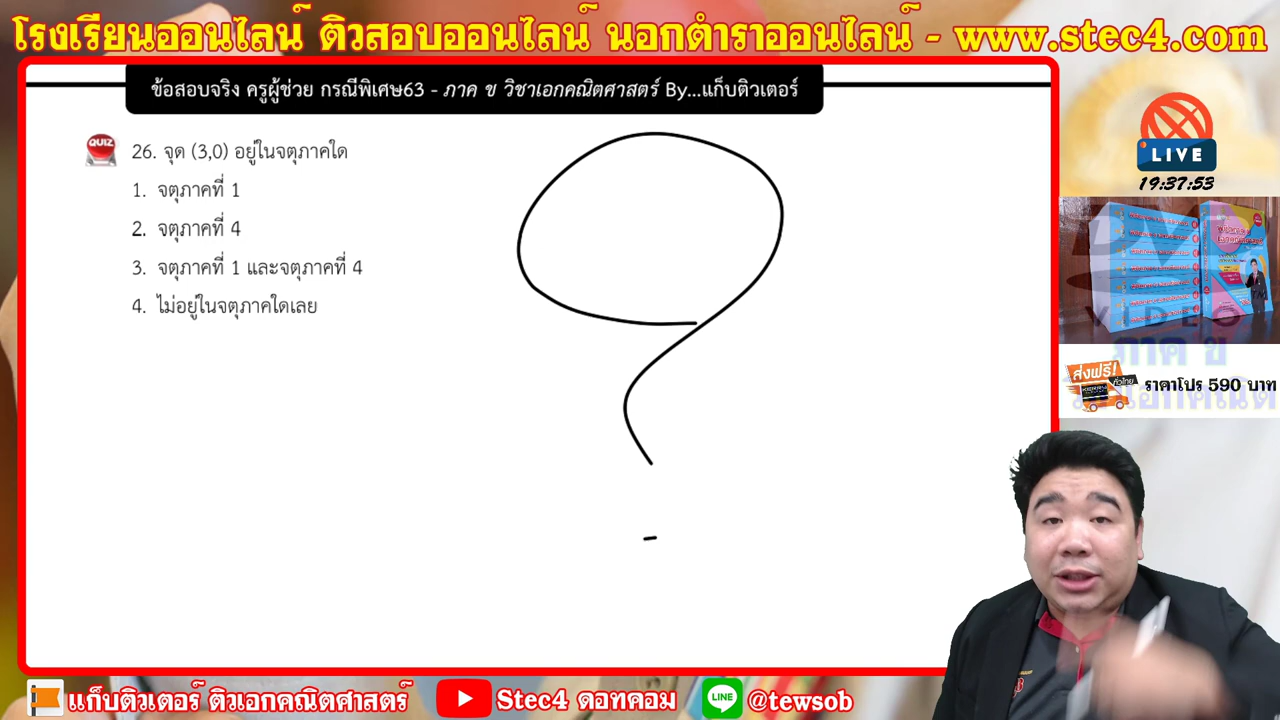 โรงเรียนออนไลน์ ติวสอบออนไลน์ นอกตำราออนไลน์ - www.stec4.com
ข้อสอบจริง ครูผู้ช่วย กรณีพิเศษ63 - ภาค ข วิชาเอกคณิตศาสตร์ By...แก็บติวเตอร์
QUIZ
26. จุด (3,0) อยู่ในจตุภาคใด
1. จตุภาคที่ 1
2. จตุภาคที่ 4
3. จตุภาคที่ 1 และจตุภาคที่ 4
4. ไม่อยู่ในจตุภาคใดเลย
LIVE
19:37:53
VIDEO
ภาค ข
ส่งฟรี!
ทั่วไทย
ราคาโปร 590 บาท
แก็บติวเตอร์ ติวเอกคณิตศาสตร์
Stec4 ดอทคอม
LINE
@tewsob